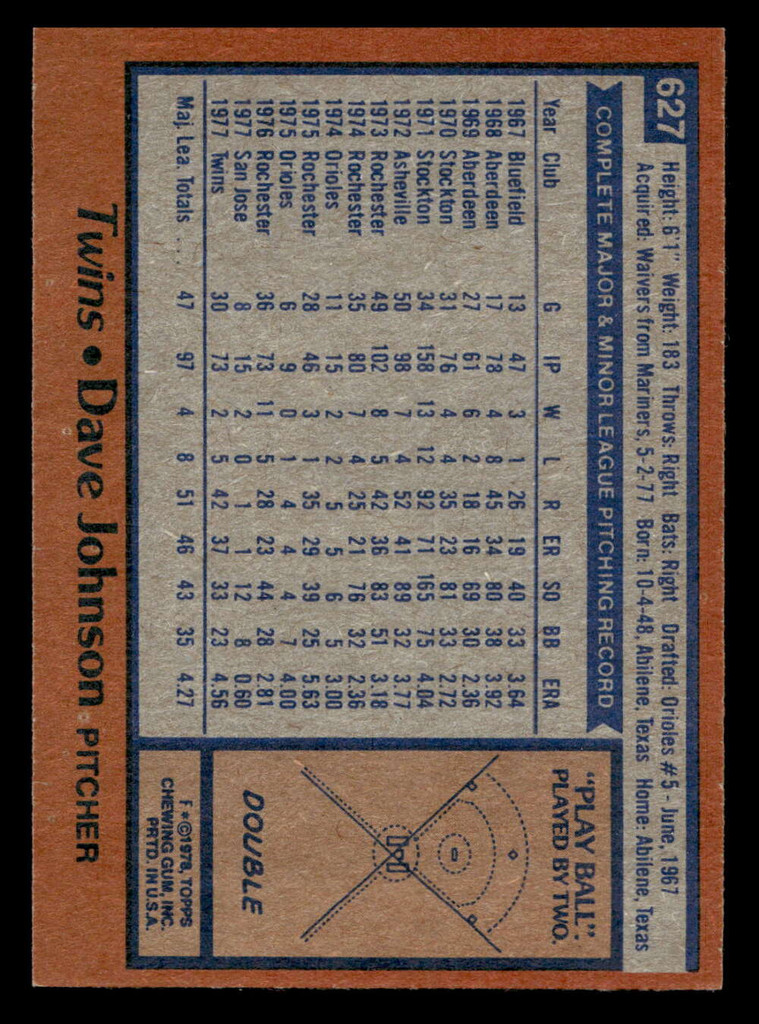 627
Height: 6'1" Weight: 183 Throws: Right Bats: Right Drafted: Orioles #5 - June, 1967
Acquired: Waivers from Mariners, 5-2-77 Born: 10-4-48, Abilene, Texas Home: Abilene, Texas
COMPLETE MAJOR & MINOR LEAGUE PITCHING RECORD
Year Club G IP W L R ER SO BB ERA
1967 Bluefield 13 47 3 1 26 19 40 33 3.64
1968 Aberdeen 17 78 4 8 45 34 80 38 3.92
1969 Aberdeen 27 61 6 2 18 16 69 30 2.36
1970 Stockton 31 76 4 4 35 23 81 33 2.72
1971 Stockton 34 158 13 12 92 71 165 75 4.04
1972 Asheville 50 98 7 4 52 41 89 32 3.77
1973 Rochester 49 102 8 5 42 36 83 51 3.18
1974 Rochester 35 80 7 4 25 21 76 32 2.36
1974 Orioles 11 15 2 2 5 5 6 5 3.00
1975 Rochester 28 46 3 1 35 29 39 25 5.63
1975 Orioles 6 9 0 1 4 4 4 7 4.00
1976 Rochester 36 73 11 5 28 23 44 28 2.81
1977 San Jose 8 15 2 0 1 1 12 8 0.60
1977 Twins 30 73 2 5 42 37 33 23 4.56
Maj. Lea. Totals .... 47 97 4 8 51 46 43 35 4.27
"PLAY BALL".
PLAYED BY TWO.
DOUBLE
F*©1978, TOPPS
CHEWING GUM, INC.
PRTD. IN U.S.A.
Twins • Dave Johnson PITCHER